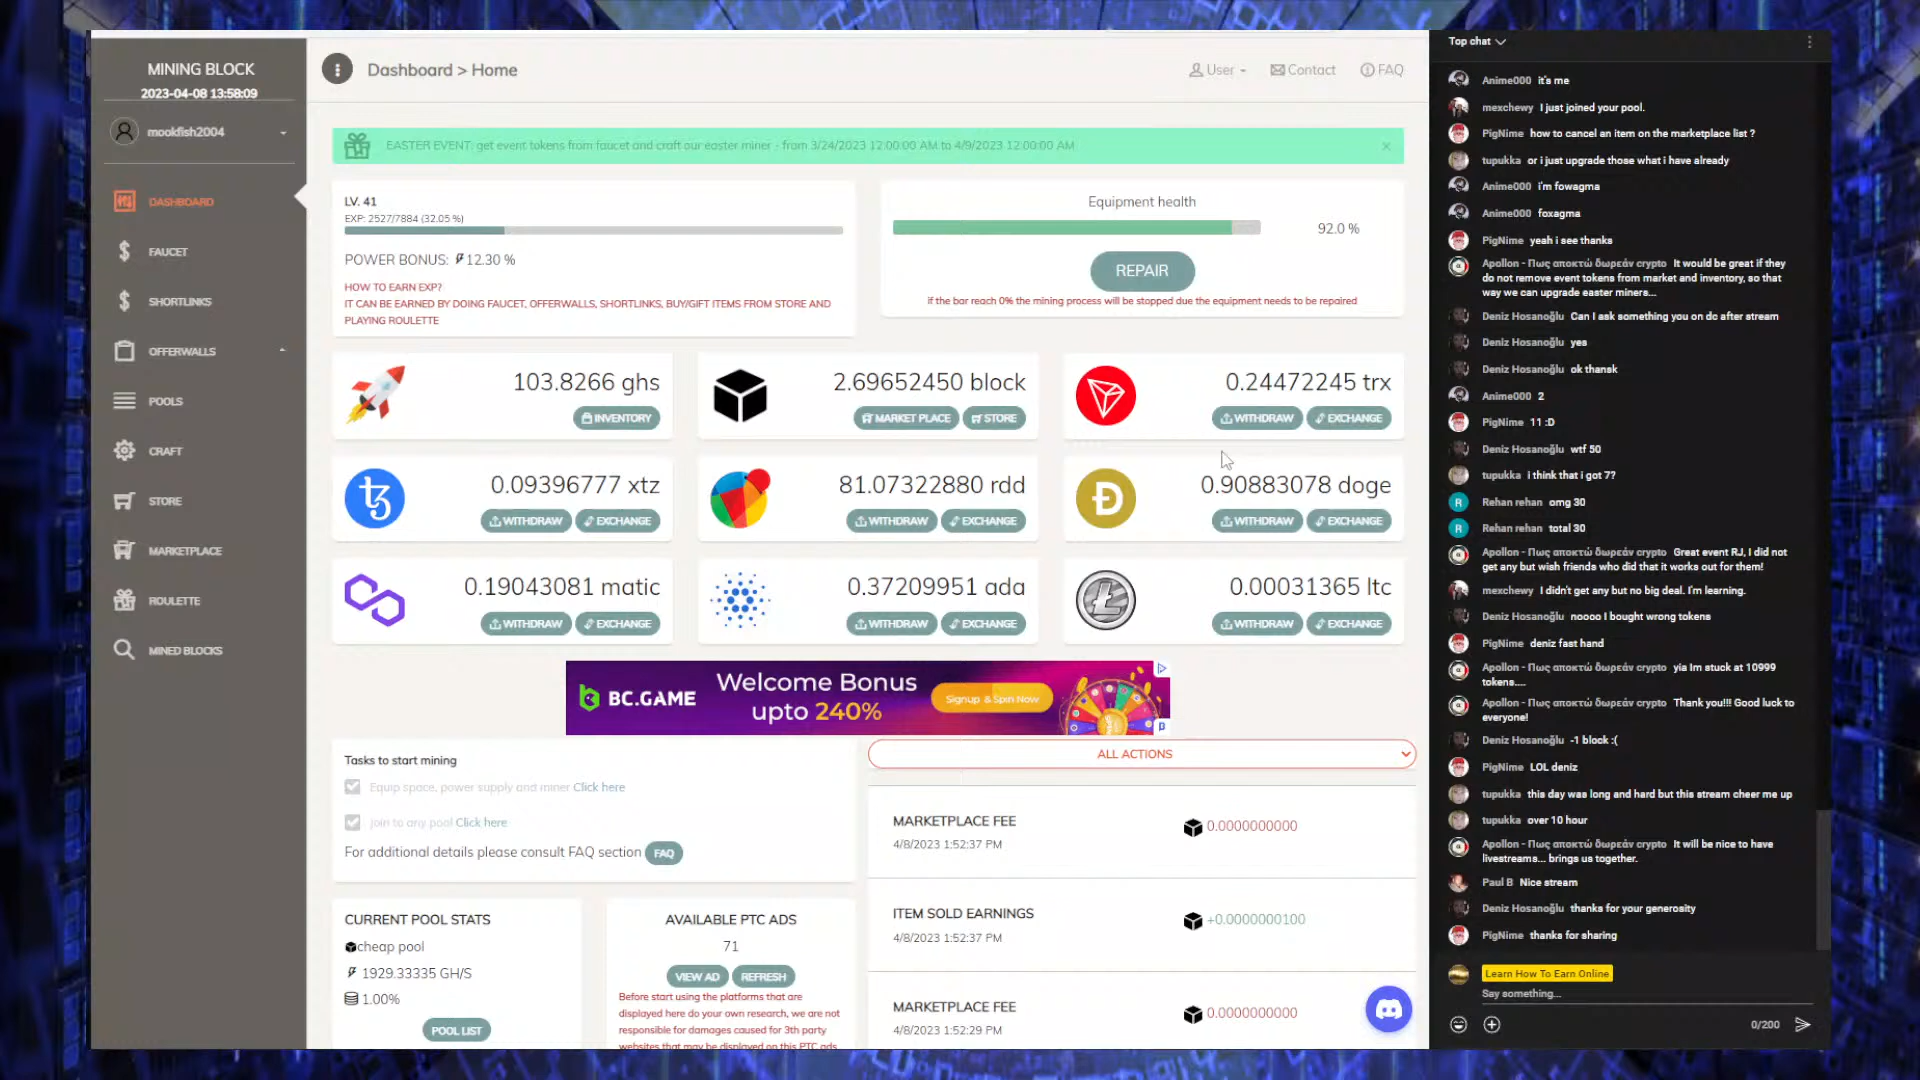 MINING BLOCK
2023-04-08 13:58:09
mookfish2004
DASHBOARD
FAUCET
SHORTLINKS
OFFERWALLS
POOLS
CRAFT
STORE
MARKETPLACE
ROULETTE
MINED BLOCKS
Dashboard > Home
User
Contact
FAQ
EASTER EVENT: get event tokens from faucet and craft our easter miner - from 3/24/2023 12:00:00 AM to 4/9/2023 12:00:00 AM
×
LV. 41
EXP: 2527/7884 (32.05 %)
POWER BONUS: 12.30 %
HOW TO EARN EXP?
IT CAN BE EARNED BY DOING FAUCET, OFFERWALLS, SHORTLINKS, BUY/GIFT ITEMS FROM STORE AND
PLAYING ROULETTE
Equipment health
92.0 %
REPAIR
if the bar reach 0% the mining process will be stopped due the equipment needs to be repaired
103.8266 ghs
INVENTORY
2.69652450 block
MARKET PLACE
STORE
0.24472245 trx
WITHDRAW
EXCHANGE
0.09396777 xtz
WITHDRAW
EXCHANGE
81.07322880 rdd
WITHDRAW
EXCHANGE
0.90883078 doge
WITHDRAW
EXCHANGE
0.19043081 matic
WITHDRAW
EXCHANGE
0.37209951 ada
WITHDRAW
EXCHANGE
0.00031365 ltc
WITHDRAW
EXCHANGE
BC.GAME
Welcome Bonus
upto 240%
Signup & Spin Now
Tasks to start mining
Equip space, power supply and miner Click here
Join to any pool Click here
For additional details please consult FAQ section FAQ
CURRENT POOL STATS
cheap pool
1929.33335 GH/S
1.00%
POOL LIST
AVAILABLE PTC ADS
71
VIEW AD
REFRESH
Before start using the platforms that are
displayed here do your own research, we are not
responsible for damages caused for 3th party
websites that may be displayed on this PTC ads
ALL ACTIONS
MARKETPLACE FEE
4/8/2023 1:52:37 PM
0.0000000000
ITEM SOLD EARNINGS
4/8/2023 1:52:37 PM
+0.0000000100
MARKETPLACE FEE
4/8/2023 1:52:29 PM
0.0000000000
Top chat
Anime000 it's me
mexchewy I just joined your pool.
PigNime how to cancel an item on the marketplace list ?
tupukka or i just upgrade those what i have already
Anime000 i'm fowagma
Anime000 foxagma
PigNime yeah i see thanks
Apollon - Πως αποκτώ δωρεάν crypto It would be great if they
do not remove event tokens from market and inventory, so that
way we can upgrade easter miners...
Deniz Hosanoğlu Can I ask something you on dc after stream
Deniz Hosanoğlu yes
Deniz Hosanoğlu ok thansk
Anime000 2
PigNime 11 :D
Deniz Hosanoğlu wtf 50
tupukka i think that i got 7?
R Rehan rehan omg 30
R Rehan rehan total 30
Apollon - Πως αποκτώ δωρεάν crypto Great event RJ, I did not
get any but wish friends who did that it works out for them!
mexchewy I didn't get any but no big deal. I'm learning.
Deniz Hosanoğlu noooo I bought wrong tokens
PigNime deniz fast hand
Apollon - Πως αποκτώ δωρεάν crypto yia Im stuck at 10999
tokens....
Apollon - Πως αποκτώ δωρεάν crypto Thank you!!! Good luck to
everyone!
Deniz Hosanoğlu -1 block :(
PigNime LOL deniz
tupukka this day was long and hard but this stream cheer me up
tupukka over 10 hour
Apollon - Πως αποκτώ δωρεάν crypto It will be nice to have
livestreams... brings us together.
Paul B Nice stream
Deniz Hosanoğlu thanks for your generosity
PigNime thanks for sharing
Learn How To Earn Online
Say something...
0/200